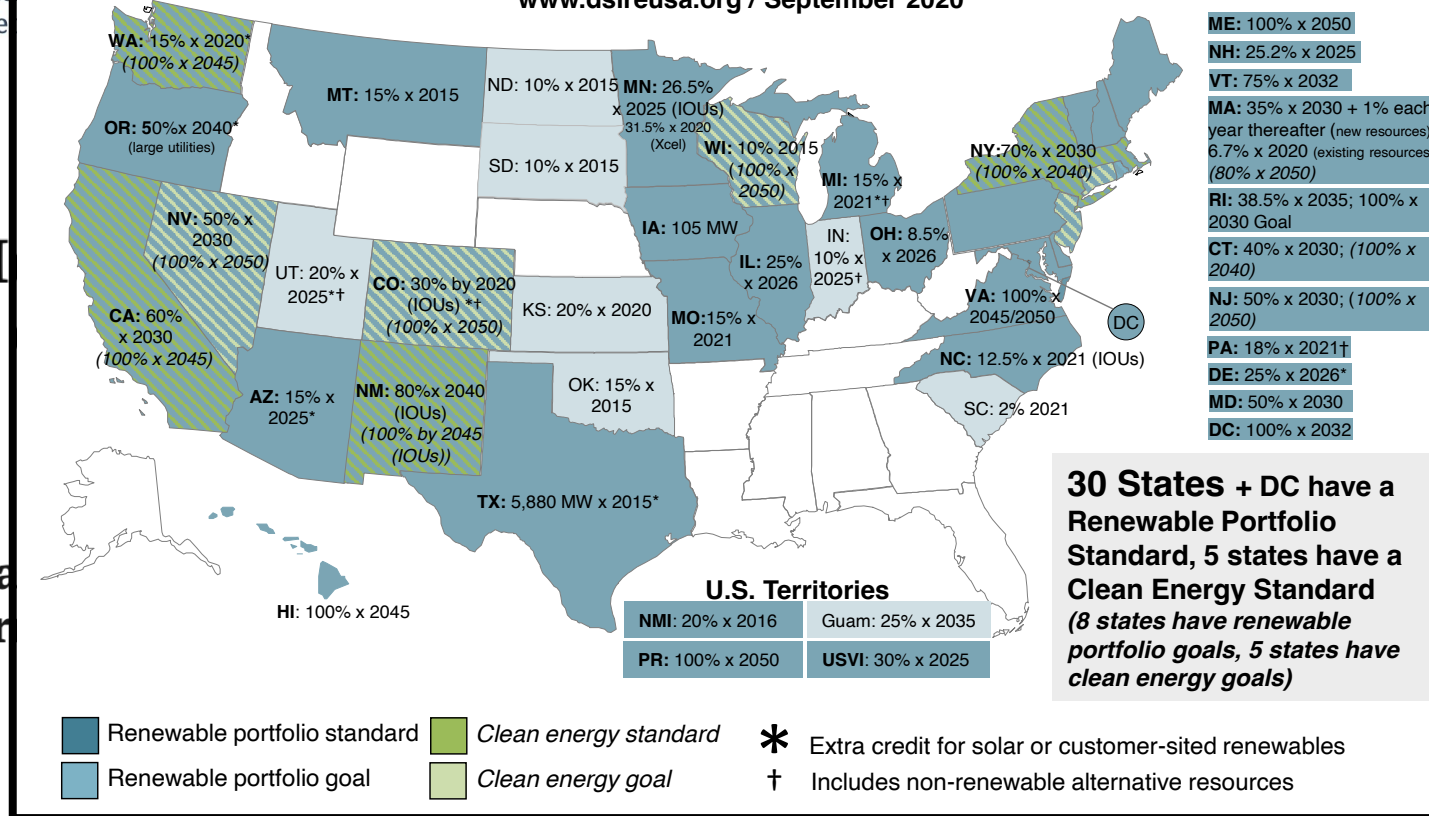 www.dsireusa.org / September 2020
WA: 15% x 2020*
(100% x 2045)
OR: 50%x 2040*
(large utilities)
MT: 15% x 2015
ND: 10% x 2015
SD: 10% x 2015
MN: 26.5%
x 2025 (IOUs)
31.5% x 2020
(Xcel)
WI: 10% 2015
(100% x
2050)
MI: 15% x
2021*†
NY:70% x 2030
(100% x 2040)
NV: 50% x
2030
(100% x 2050)
UT: 20% x
2025*†
CO: 30% by 2020
(IOUs) *†
(100% x 2050)
KS: 20% x 2020
IA: 105 MW
IL: 25%
x 2026
IN:
10% x
2025†
OH: 8.5%
x 2026
MO:15% x
2021
VA: 100% x
2045/2050
DC
NC: 12.5% x 2021 (IOUs)
SC: 2% 2021
CA: 60%
x 2030
(100% x 2045)
AZ: 15% x
2025*
NM: 80%x 2040
(IOUs)
(100% by 2045
(IOUs))
OK: 15% x
2015
TX: 5,880 MW x 2015*
HI: 100% x 2045
ME: 100% x 2050
NH: 25.2% x 2025
VT: 75% x 2032
MA: 35% x 2030 + 1% each
year thereafter (new resources)
6.7% x 2020 (existing resources
(80% x 2050)
RI: 38.5% x 2035; 100% x
2030 Goal
CT: 40% x 2030; (100% x
2040)
NJ: 50% x 2030; (100% x
2050)
PA: 18% x 2021†
DE: 25% x 2026*
MD: 50% x 2030
DC: 100% x 2032
30 States + DC have a
Renewable Portfolio
Standard, 5 states have a
Clean Energy Standard
(8 states have renewable
portfolio goals, 5 states have
clean energy goals)
U.S. Territories
NMI: 20% x 2016
Guam: 25% x 2035
PR: 100% x 2050
USVI: 30% x 2025
Renewable portfolio standard
Clean energy standard
* Extra credit for solar or customer-sited renewables
Renewable portfolio goal
Clean energy goal
† Includes non-renewable alternative resources